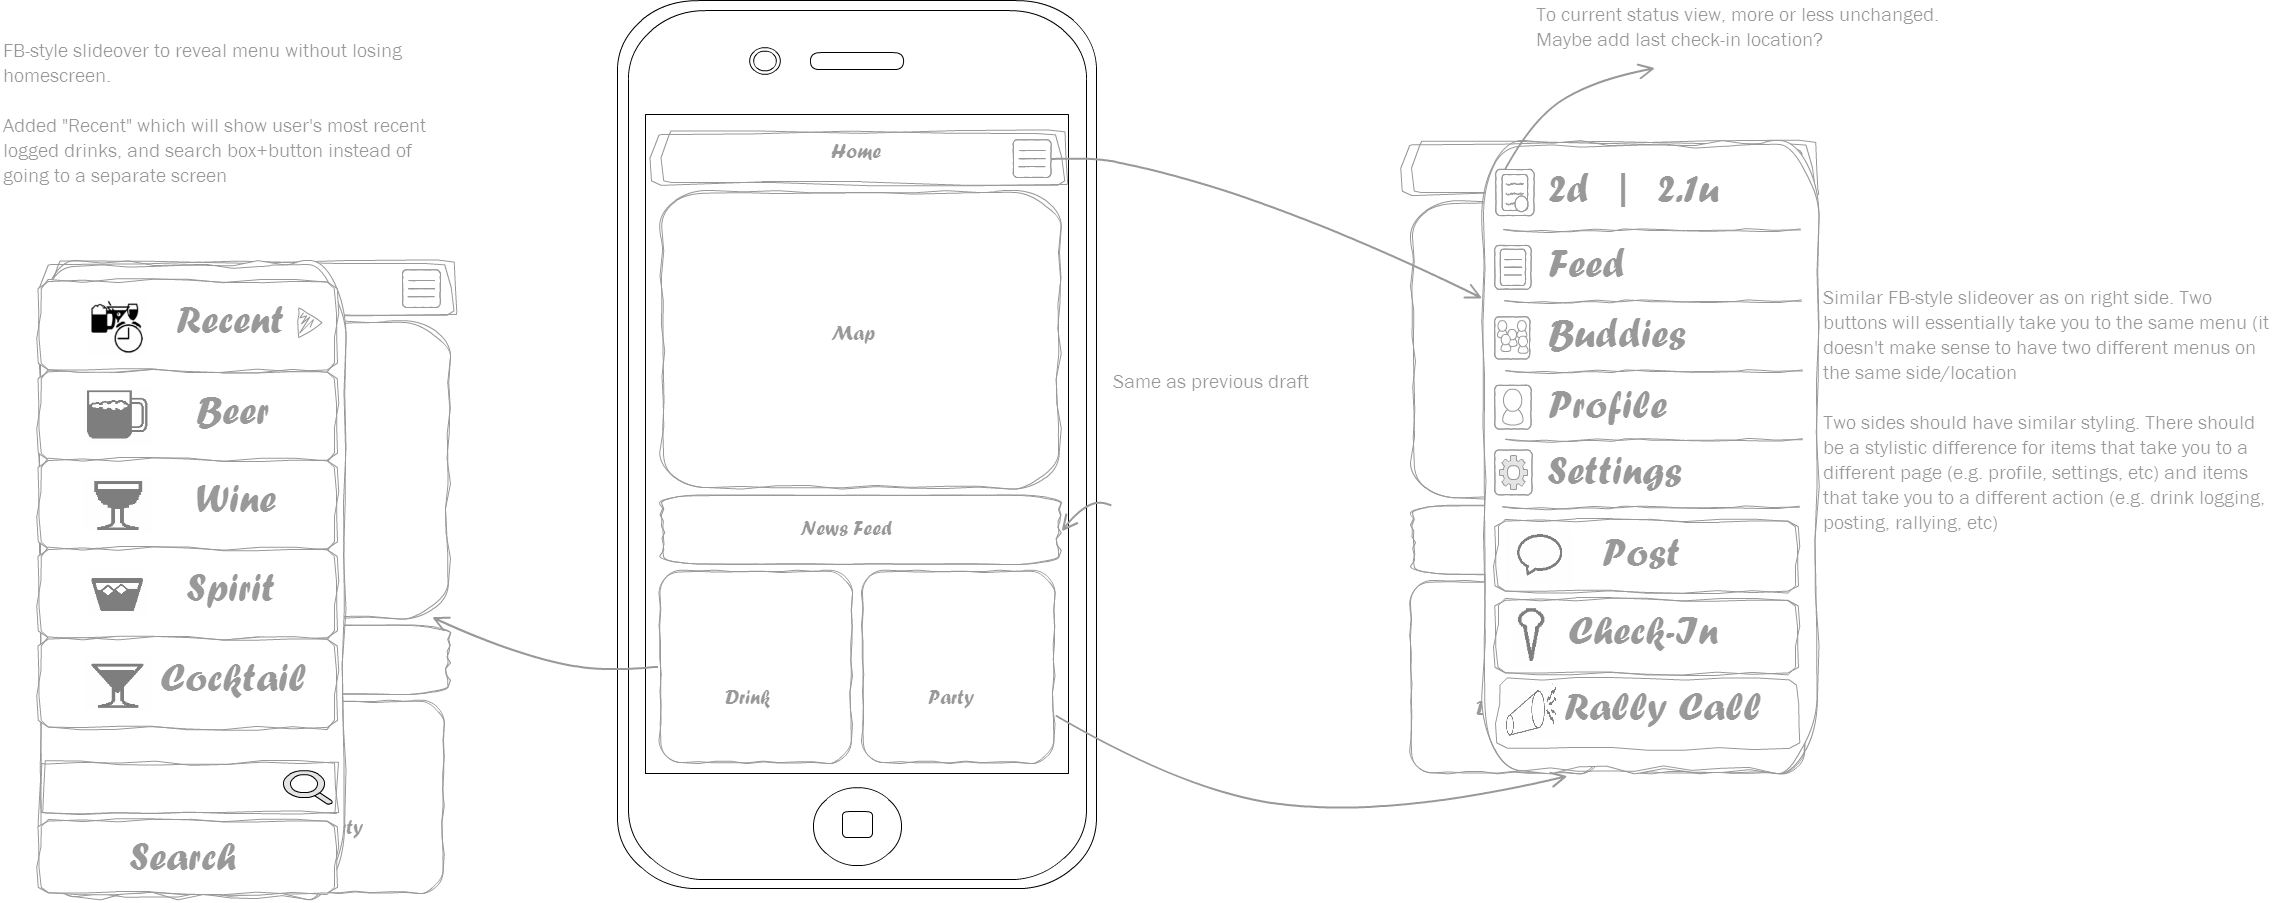 FB-style slideover to reveal menu without losing
homescreen.
Added "Recent" which will show user's most recent
logged drinks, and search box+button instead of
going to a separate screen
Recent
Beer
Wine
Spirit
Cocktail
Search
ty
Home
Map
News Feed
Drink
Party
Same as previous draft
To current status view, more or less unchanged.
Maybe add last check-in location?
2d | 2.1u
Feed
Buddies
Profile
Settings
Post
Check-In
Rally Call
Similar FB-style slideover as on right side. Two
buttons will essentially take you to the same menu (it
doesn't make sense to have two different menus on
the same side/location
Two sides should have similar styling. There should
be a stylistic difference for items that take you to a
different page (e.g. profile, settings, etc) and items
that take you to a different action (e.g. drink logging,
posting, rallying, etc)